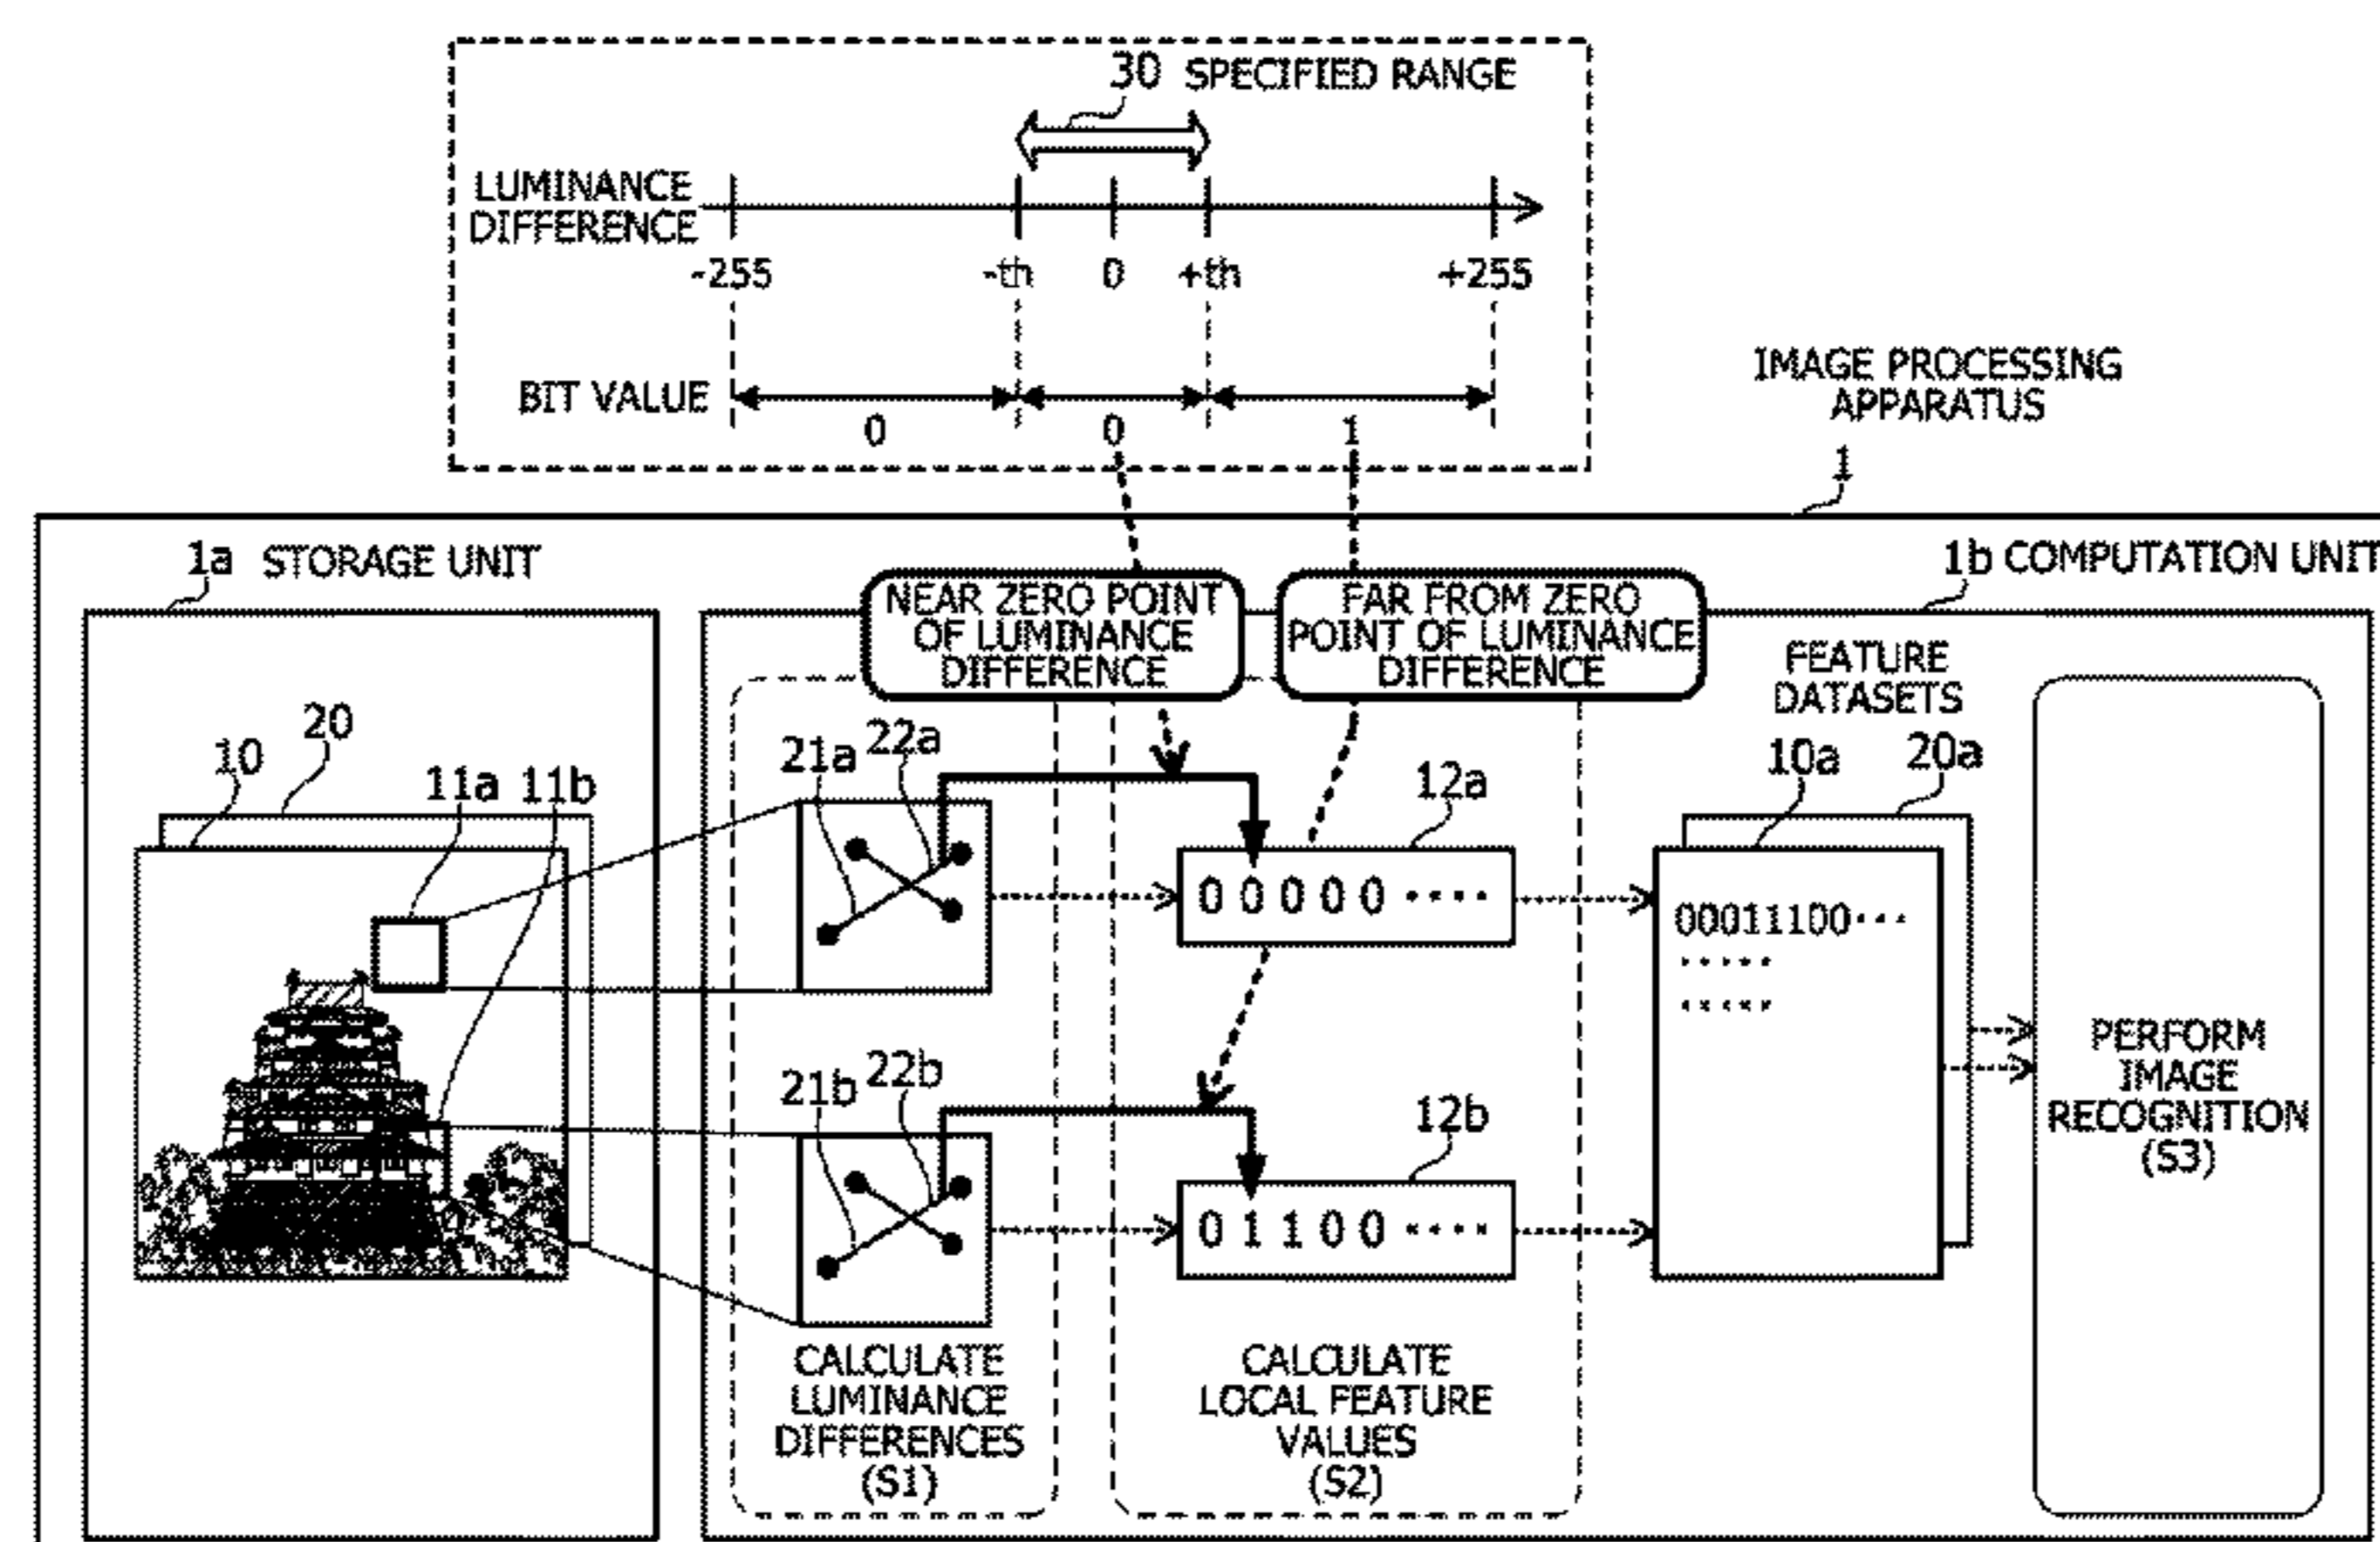 30 SPECIFIED RANGE
LUMINANCE
DIFFERENCE
-255 -th 0 +th +255
BIT VALUE
0 0 1
IMAGE PROCESSING
APPARATUS
1
1a STORAGE UNIT
1b COMPUTATION UNIT
NEAR ZERO POINT
OF LUMINANCE
DIFFERENCE
FAR FROM ZERO
POINT OF LUMINANCE
DIFFERENCE
FEATURE
DATASETS
10 20 11a 11b
21a 22a
12a
10a 20a
0 0 0 0 0 ····
00011100···
·····
·····
21b 22b
12b
0 1 1 0 0 ····
CALCULATE
LUMINANCE
DIFFERENCES
(S1)
CALCULATE
LOCAL FEATURE
VALUES
(S2)
PERFORM
IMAGE
RECOGNITION
(S3)